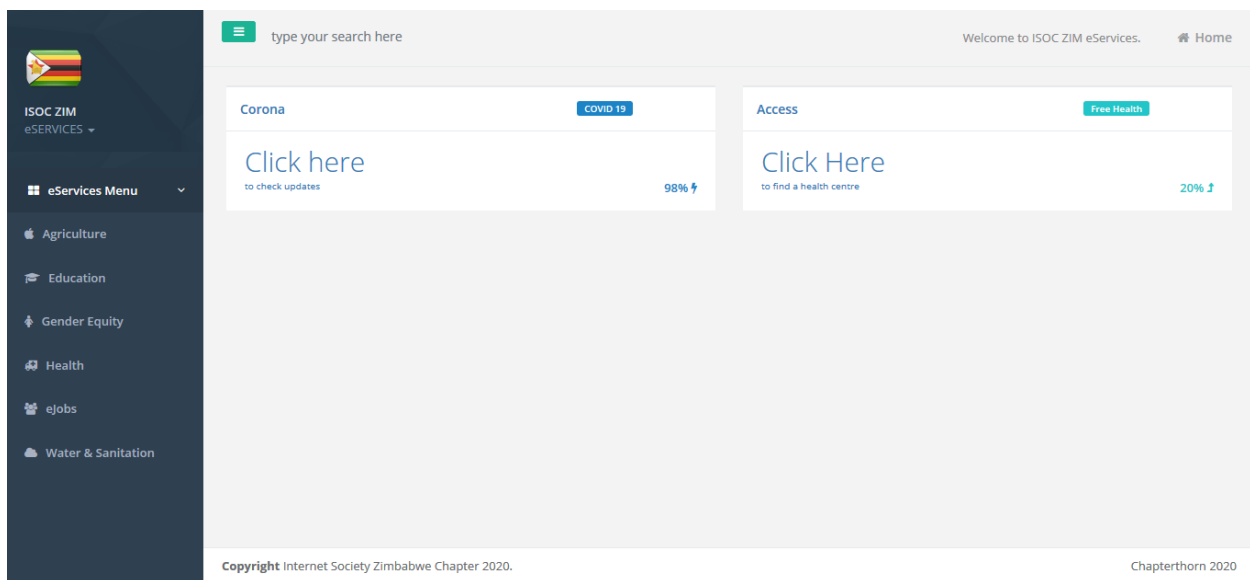 ISOC ZIM
eSERVICES
eServices Menu
Agriculture
Education
Gender Equity
Health
eJobs
Water & Sanitation
type your search here
Welcome to ISOC ZIM eServices.
Home
Corona
COVID 19
Click here
to check updates
98%
Access
Free Health
Click Here
to find a health centre
20%
Copyright Internet Society Zimbabwe Chapter 2020.
Chapterthorn 2020